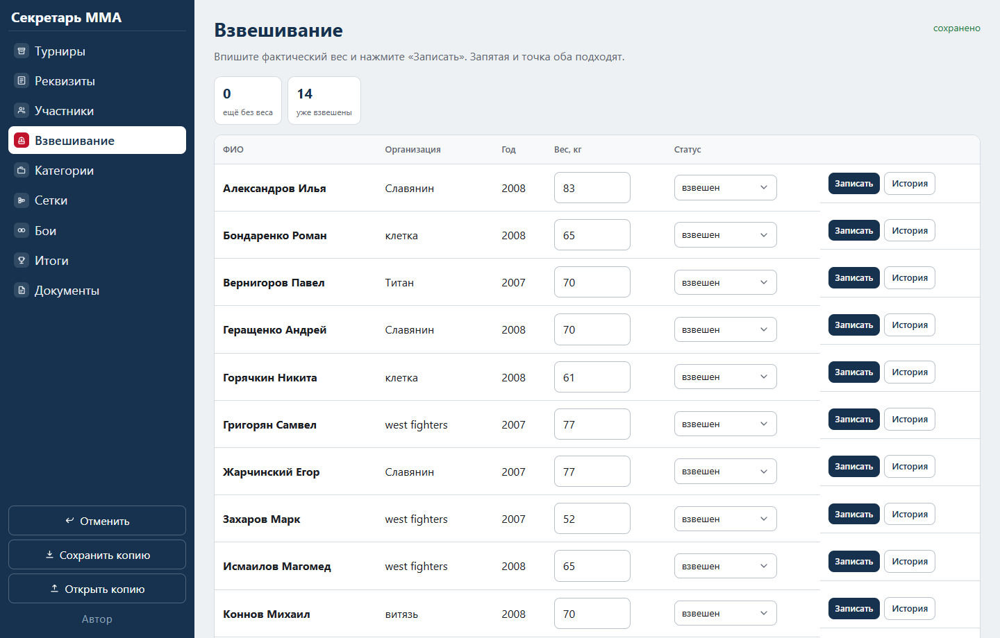 Секретарь ММА
Турниры
Реквизиты
Участники
Взвешивание
Категории
Сетки
Бои
Итоги
Документы
Отменить
Сохранить копию
Открыть копию
Автор
Взвешивание
сохранено
Впишите фактический вес и нажмите «Записать». Запятая и точка оба подходят.
0
ещё без веса
14
уже взвешены
ФИО Организация Год Вес, кг Статус
Александров Илья Славянин 2008 83 взвешен Записать История
Бондаренко Роман клетка 2008 65 взвешен Записать История
Вернигоров Павел Титан 2007 70 взвешен Записать История
Геращенко Андрей Славянин 2008 70 взвешен Записать История
Горячкин Никита клетка 2008 61 взвешен Записать История
Григорян Самвел west fighters 2007 77 взвешен Записать История
Жарчинский Егор Славянин 2007 77 взвешен Записать История
Захаров Марк west fighters 2007 52 взвешен Записать История
Исмаилов Магомед west fighters 2008 65 взвешен Записать История
Коннов Михаил витязь 2008 70 взвешен Записать История